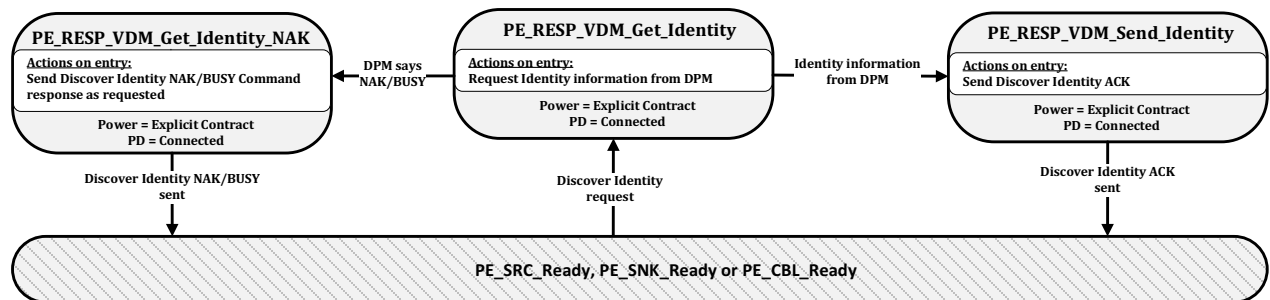 PE_RESP_VDM_Get_Identity_NAK
Actions on entry:
Send Discover Identity NAK/BUSY Command
response as requested
Power = Explicit Contract
PD = Connected
DPM says
NAK/BUSY
PE_RESP_VDM_Get_Identity
Actions on entry:
Request Identity information from DPM
Power = Explicit Contract
PD = Connected
Identity information
from DPM
PE_RESP_VDM_Send_Identity
Actions on entry:
Send Discover Identity ACK
Power = Explicit Contract
PD = Connected
Discover Identity NAK/BUSY
sent
Discover Identity
request
Discover Identity ACK
sent
PE_SRC_Ready, PE_SNK_Ready or PE_CBL_Ready